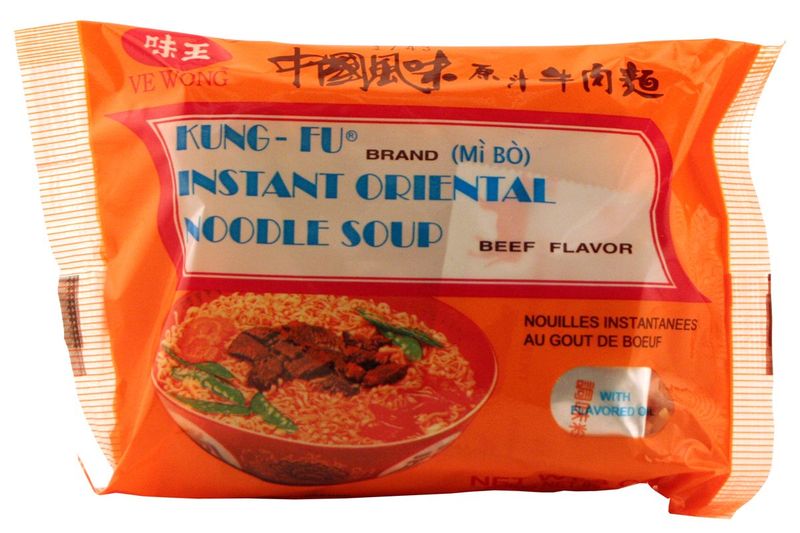 味王
VE WONG
中國風味原汁牛肉麵
KUNG-FU® BRAND (Mì BÒ)
INSTANT ORIENTAL
NOODLE SOUP BEEF FLAVOR
NOUILLES INSTANTANEES
AU GOUT DE BOEUF
WITH
FLAVORED OIL
NET